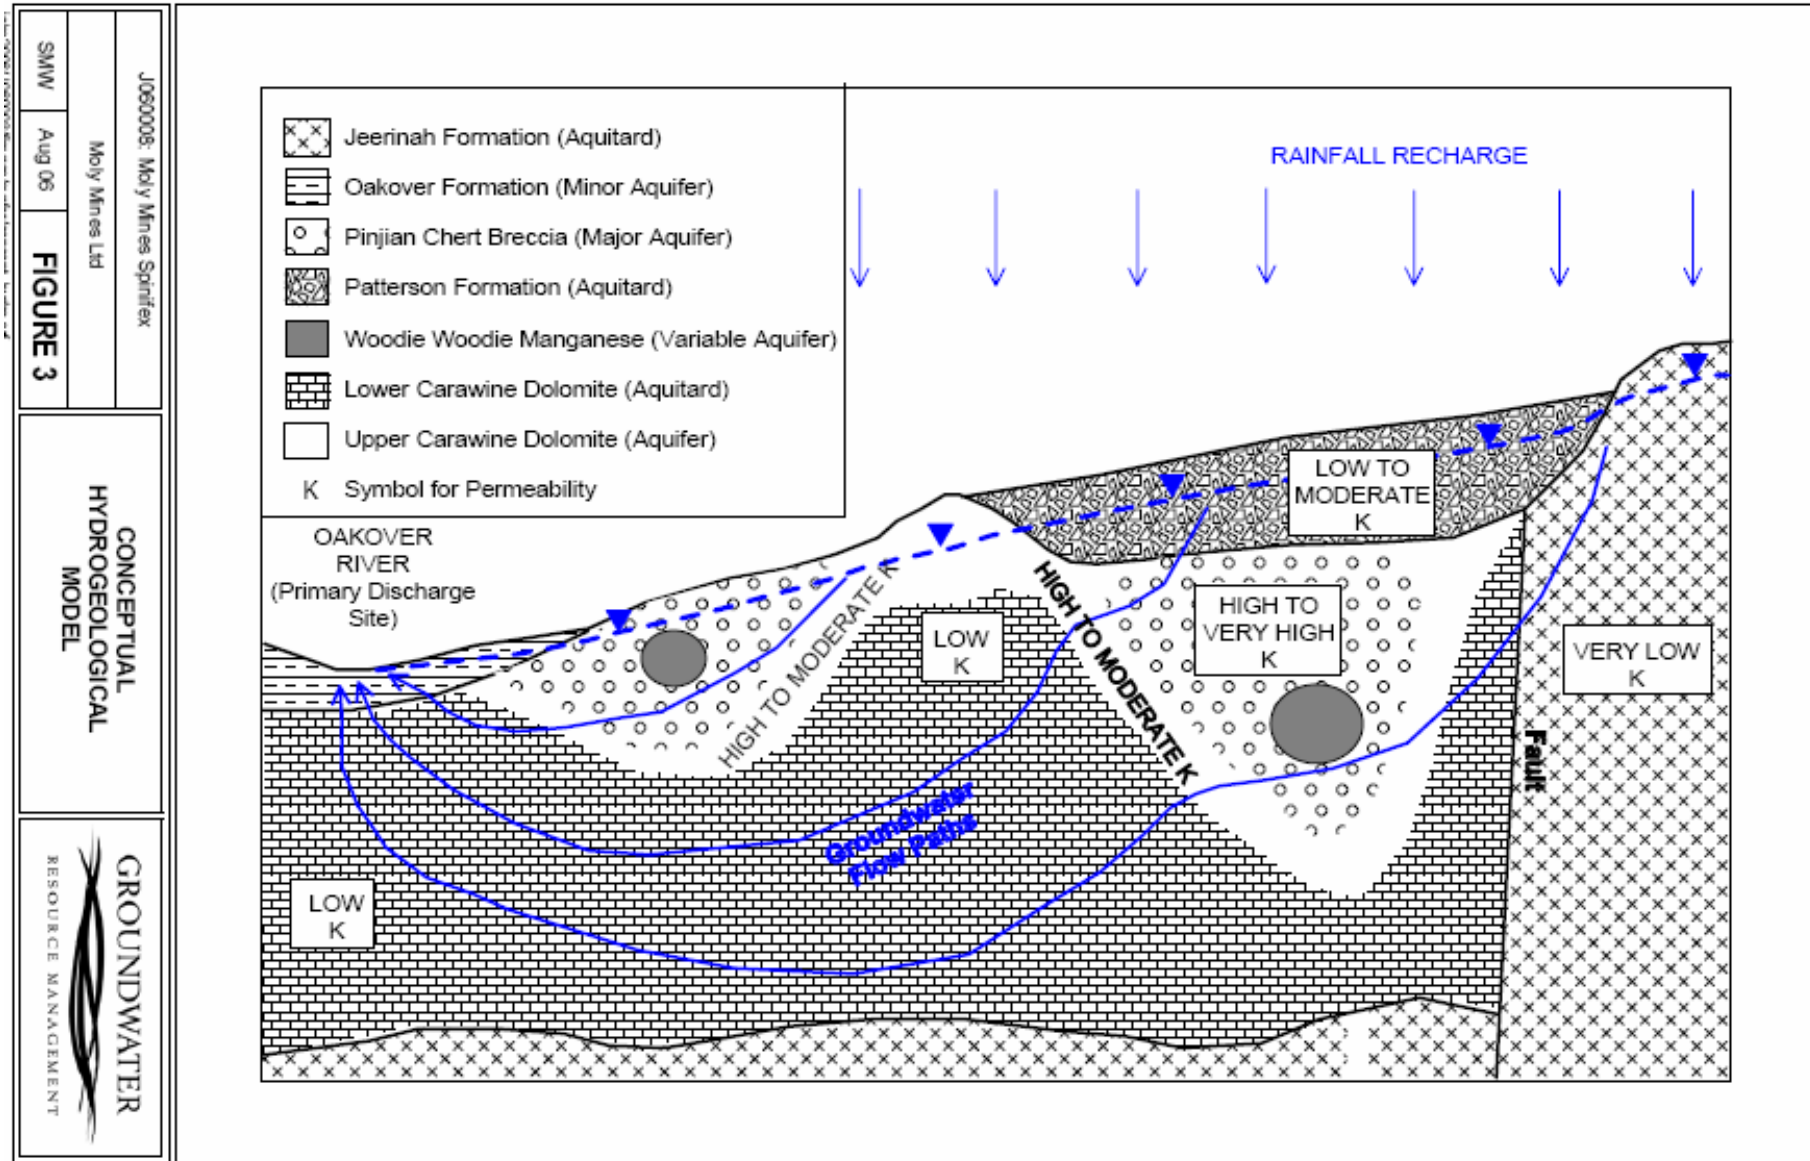 J060008: Moly Mines Spinifex
Moly Mines Ltd
SMW
Aug 06
FIGURE 3
CONCEPTUAL
HYDROGEOLOGICAL
MODEL
GROUNDWATER
RESOURCE MANAGEMENT
Jeerinah Formation (Aquitard)
Oakover Formation (Minor Aquifer)
Pinjian Chert Breccia (Major Aquifer)
Patterson Formation (Aquitard)
Woodie Woodie Manganese (Variable Aquifer)
Lower Carawine Dolomite (Aquitard)
Upper Carawine Dolomite (Aquifer)
K Symbol for Permeability
RAINFALL RECHARGE
OAKOVER
RIVER
(Primary Discharge
Site)
HIGH TO MODERATE K
LOW
K
HIGH TO MODERATE K
LOW TO
MODERATE
K
HIGH TO
VERY HIGH
K
VERY LOW
K
Fault
Groundwater
Flow Paths
LOW
K